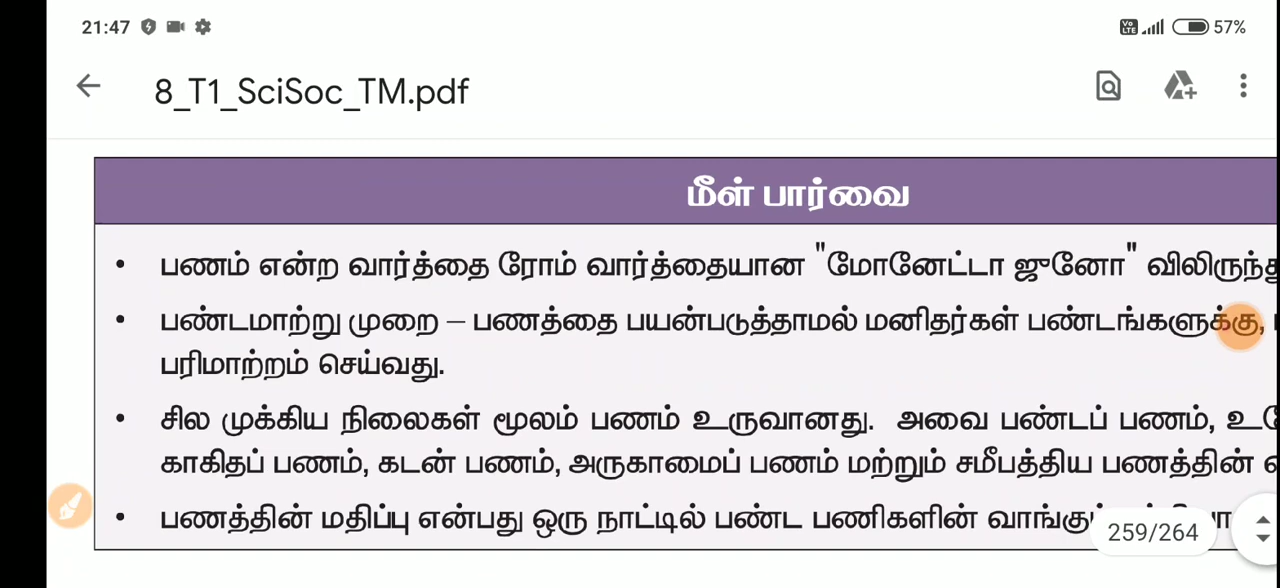 21:47 57%
8_T1_SciSoc_TM.pdf
மீள் பார்வை
• பணம் என்ற வார்த்தை ரோம் வார்த்தையான "மோனேட்டா ஜுனோ"
• பண்டமாற்று முறை – பணத்தை பயன்படுத்தாமல் மனிதர்கள் பண்டங்களுக்கு,
பரிமாற்றம் செய்வது.
• சில முக்கிய நிலைகள் மூலம் பணம் உருவானது. அவை பண்டப் பணம்,
காகிதப் பணம், கடன் பணம், அருகாமைப் பணம் மற்றும் சமீபத்திய பணத்தின்
• பணத்தின் மதிப்பு என்பது ஒரு நாட்டில் பண்ட பணிகளின்
259/264